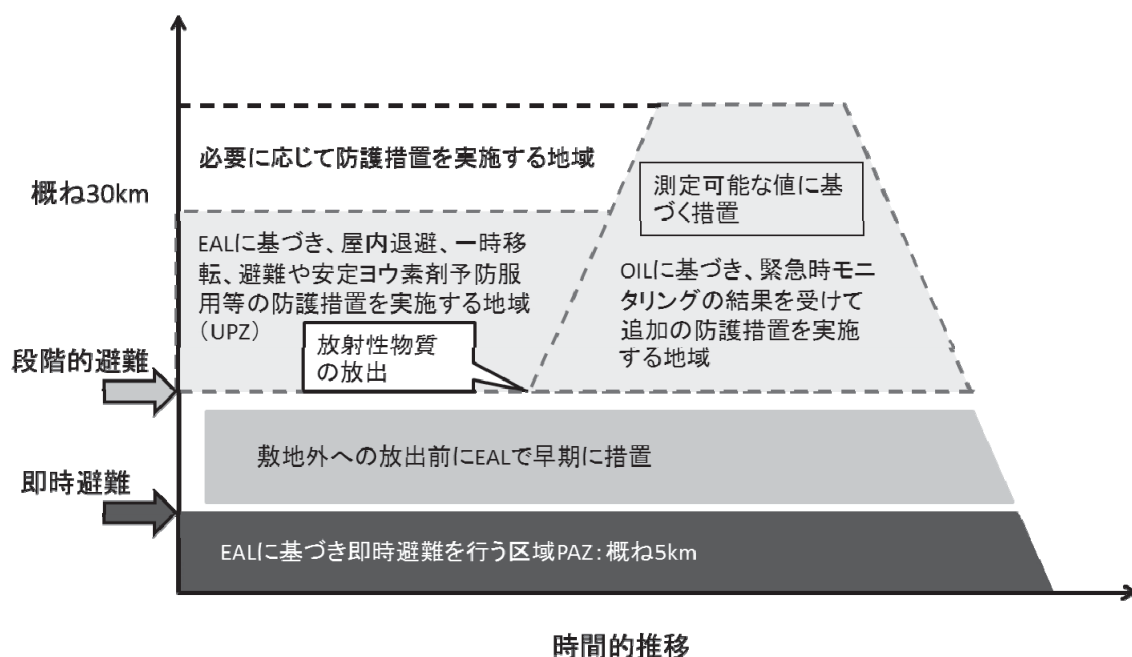 必要に応じて防護措置を実施する地域
概ね30km
測定可能な値に基
づく措置
EALに基づき、屋内退避、一時移
転、避難や安定ヨウ素剤予防服
用等の防護措置を実施する地域
(UPZ)
OILに基づき、緊急時モニ
タリングの結果を受けて
追加の防護措置を実施
する地域
放射性物質
の放出
段階的避難
敷地外への放出前にEALで早期に措置
即時避難
EALに基づき即時避難を行う区域PAZ:概ね5km
時間的推移